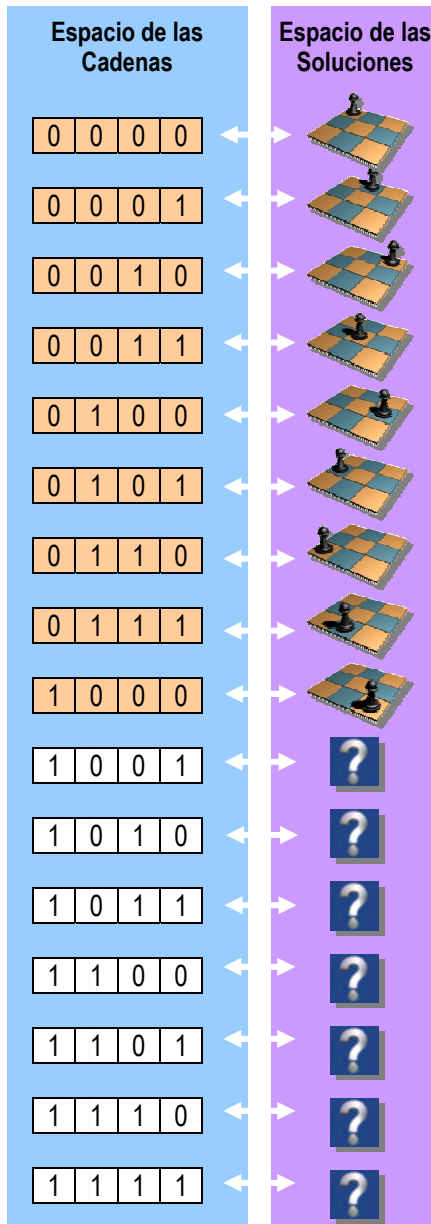 Espacio de las
Cadenas
Espacio de las
Soluciones
0 0 0 0
0 0 0 1
0 0 1 0
0 0 1 1
0 1 0 0
0 1 0 1
0 1 1 0
0 1 1 1
1 0 0 0
1 0 0 1
?
1 0 1 0
?
1 0 1 1
?
1 1 0 0
?
1 1 0 1
?
1 1 1 0
?
1 1 1 1
?